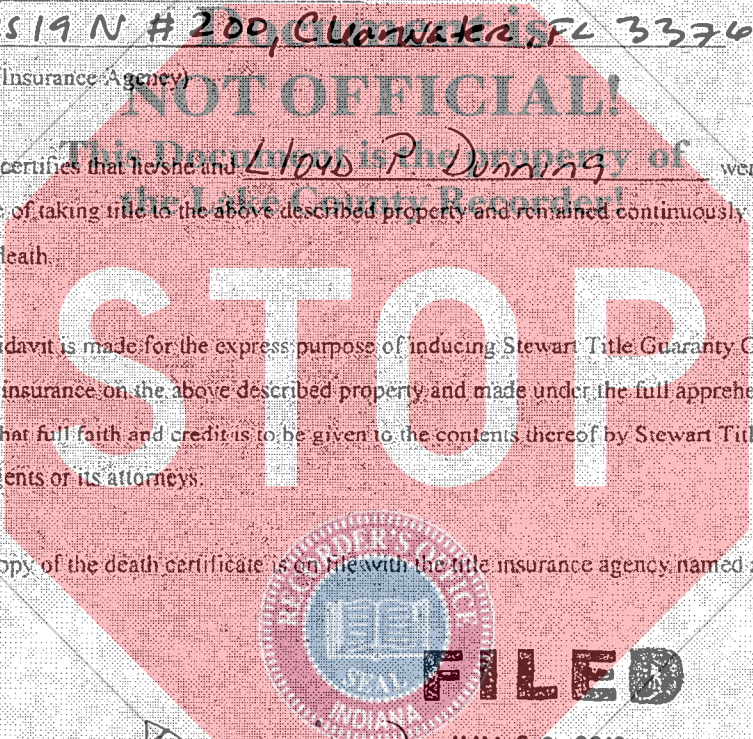 S 19 N # 200, Clearwater, FL 3376
Document is
Insurance Agency)
NOT OFFICIAL!
This Document is the property of
certifies that he/she and Lloyd P. Dunning wer
the Lake County Recorder!
e of taking title to the above described property and remained continuously
death.
STOP
idavit is made for the express purpose of inducing Stewart Title Guaranty C
insurance on the above described property and made under the full apprehe
hat full faith and credit is to be given to the contents thereof by Stewart Titl
gents or its attorneys.
RECORDER'S OFFICE
opy of the death certificate is on file with the title insurance agency named a
SEAL
INDIANA
FILED